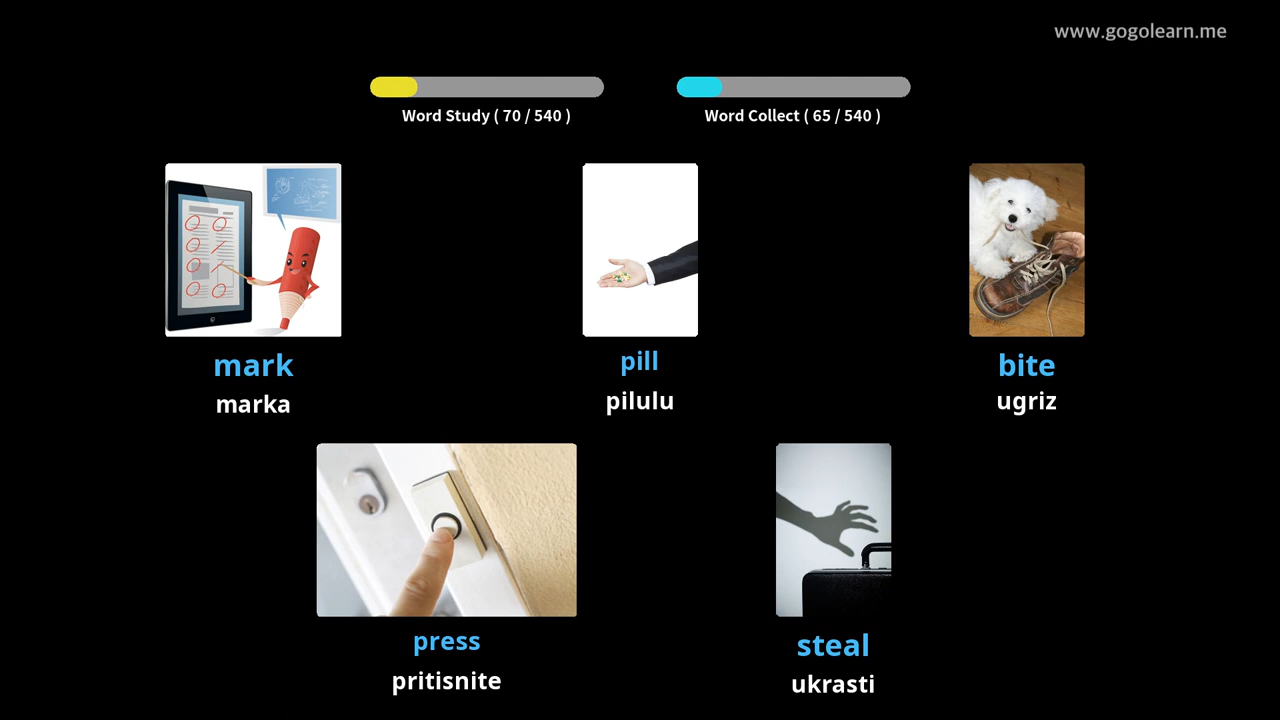 www.gogolearn.me
Word Study ( 70 / 540 )
Word Collect ( 65 / 540 )
mark
marka
pill
pilulu
bite
ugriz
press
pritisnite
steal
ukrasti